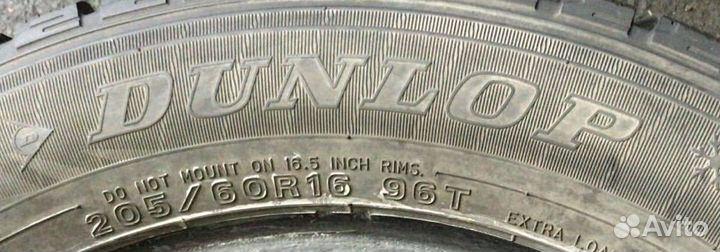 D
DUNLOP
DO NOT MOUNT ON 16.5 INCH RIMS.
205/60R16 96T
EXTRA LOA
Avito